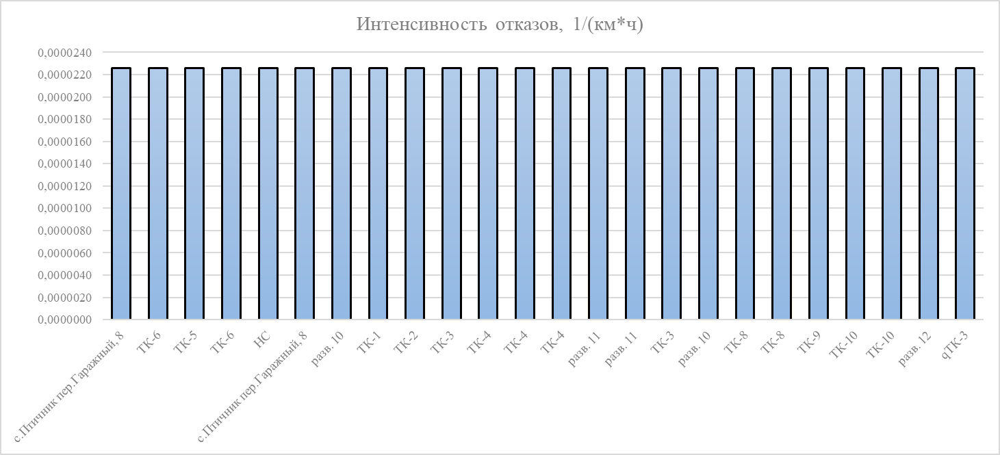 Интенсивность отказов, 1/(км*ч)
0,0000240
0,0000220
0,0000200
0,0000180
0,0000160
0,0000140
0,0000120
0,0000100
0,0000080
0,0000060
0,0000040
0,0000020
0,0000000
с.Птичник пер.Гаражный, 8
ТК-6
ТК-5
ТК-6
НС
с.Птичник пер.Гаражный, 8
разв. 10
ТК-1
ТК-2
ТК-3
ТК-4
ТК-4
ТК-4
разв. 11
разв. 11
ТК-3
разв. 10
ТК-8
ТК-8
ТК-9
ТК-10
ТК-10
разв. 12
qТК-3